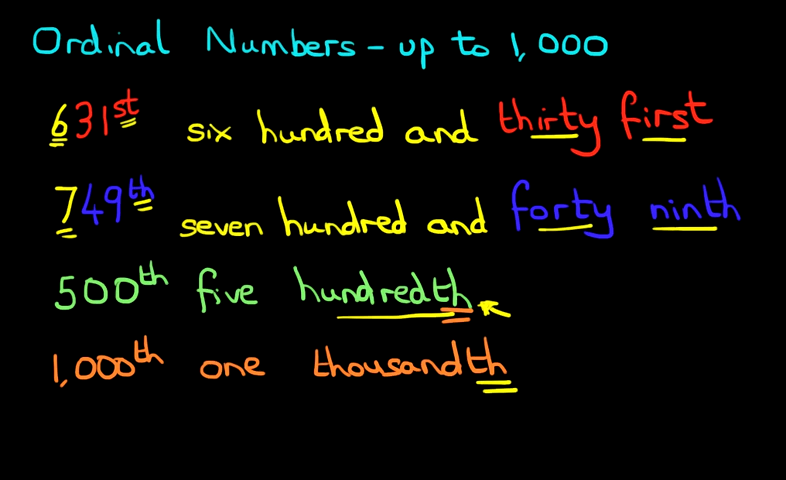 Ordinal Numbers - up to 1,000
631st six hundred and thirty first
749th seven hundred and forty ninth
500th five hundredth
1,000th one thousandth